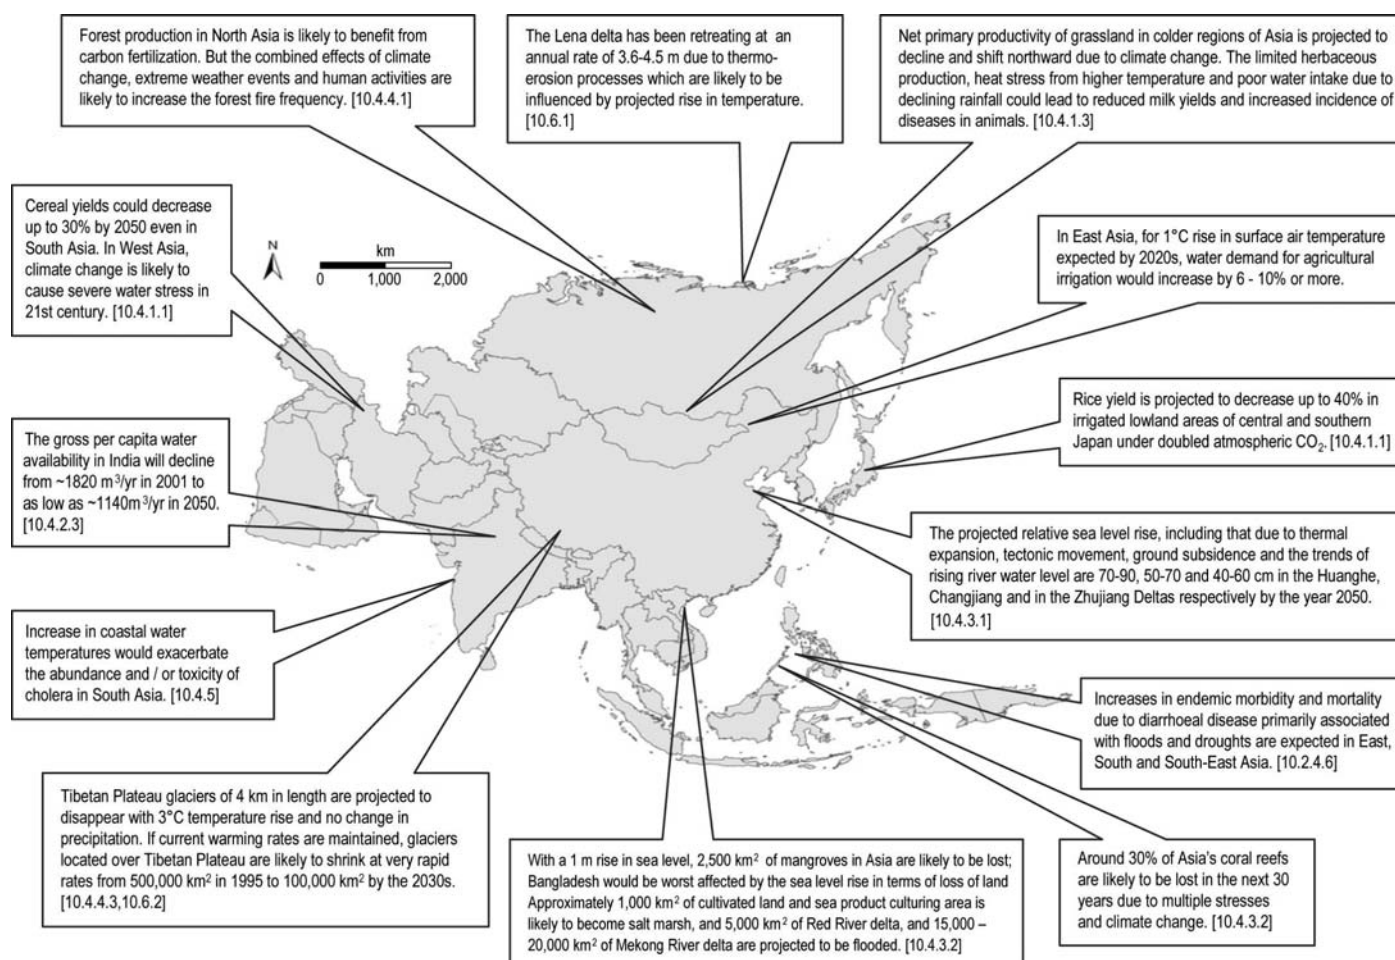 Forest production in North Asia is likely to benefit from
carbon fertilization. But the combined effects of climate
change, extreme weather events and human activities are
likely to increase the forest fire frequency. [10.4.4.1]
The Lena delta has been retreating at an
annual rate of 3.6-4.5 m due to thermo-
erosion processes which are likely to be
influenced by projected rise in temperature.
[10.6.1]
Net primary productivity of grassland in colder regions of Asia is projected to
decline and shift northward due to climate change. The limited herbaceous
production, heat stress from higher temperature and poor water intake due to
declining rainfall could lead to reduced milk yields and increased incidence of
diseases in animals. [10.4.1.3]
Cereal yields could decrease
up to 30% by 2050 even in
South Asia. In West Asia,
climate change is likely to
cause severe water stress in
21st century. [10.4.1.1]
N
km
0 1,000 2,000
In East Asia, for 1°C rise in surface air temperature
expected by 2020s, water demand for agricultural
irrigation would increase by 6 - 10% or more.
Rice yield is projected to decrease up to 40% in
irrigated lowland areas of central and southern
Japan under doubled atmospheric CO₂. [10.4.1.1]
The gross per capita water
availability in India will decline
from ~1820 m³/yr in 2001 to
as low as ~1140m³/yr in 2050.
[10.4.2.3]
The projected relative sea level rise, including that due to thermal
expansion, tectonic movement, ground subsidence and the trends of
rising river water level are 70-90, 50-70 and 40-60 cm in the Huanghe,
Changjiang and in the Zhujiang Deltas respectively by the year 2050.
[10.4.3.1]
Increase in coastal water
temperatures would exacerbate
the abundance and / or toxicity of
cholera in South Asia. [10.4.5]
Increases in endemic morbidity and mortality
due to diarrhoeal disease primarily associated
with floods and droughts are expected in East,
South and South-East Asia. [10.2.4.6]
Tibetan Plateau glaciers of 4 km in length are projected to
disappear with 3°C temperature rise and no change in
precipitation. If current warming rates are maintained, glaciers
located over Tibetan Plateau are likely to shrink at very rapid
rates from 500,000 km² in 1995 to 100,000 km² by the 2030s.
[10.4.4.3,10.6.2]
With a 1 m rise in sea level, 2,500 km² of mangroves in Asia are likely to be lost;
Bangladesh would be worst affected by the sea level rise in terms of loss of land
Approximately 1,000 km² of cultivated land and sea product culturing area is
likely to become salt marsh, and 5,000 km² of Red River delta, and 15,000 –
20,000 km² of Mekong River delta are projected to be flooded. [10.4.3.2]
Around 30% of Asia's coral reefs
are likely to be lost in the next 30
years due to multiple stresses
and climate change. [10.4.3.2]